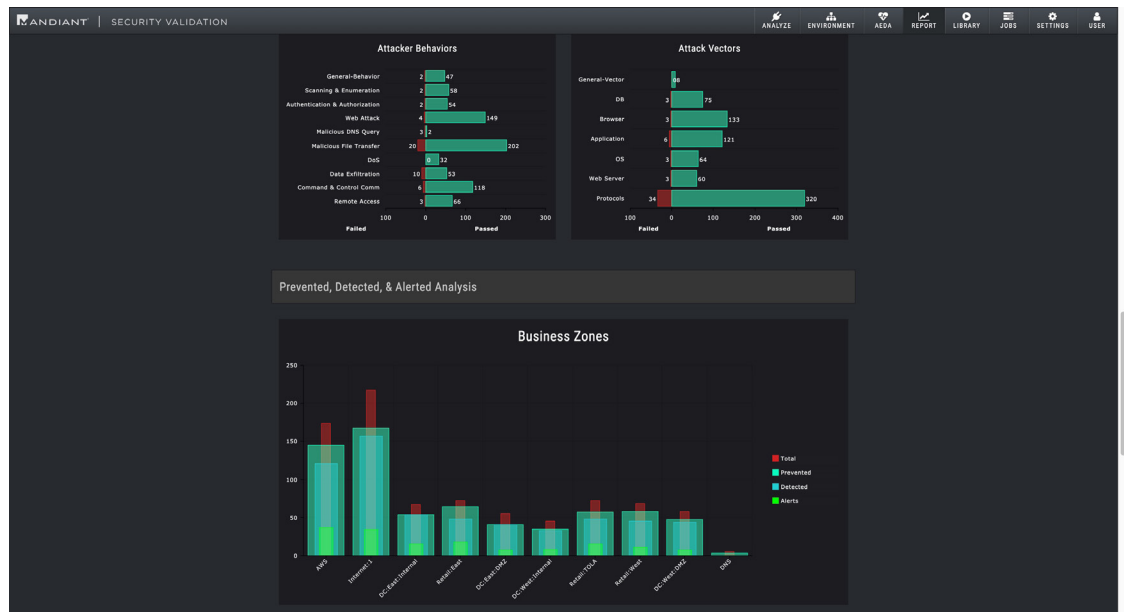 MANDIANT | SECURITY VALIDATION
ANALYZE ENVIRONMENT AEDA REPORT LIBRARY JOBS SETTINGS USER
Attacker Behaviors
General-Behavior 2 47
Scanning & Enumeration 2 58
Authentication & Authorization 2 54
Web Attack 4 149
Malicious DNS Query 3 2
Malicious File Transfer 20 202
DoS 0 32
Data Exfiltration 10 53
Command & Control Comm 6 118
Remote Access 3 66
100 0 100 200 300
Failed Passed
Attack Vectors
General-Vector
DB 3 75
Browser 3 133
Application 6 121
OS 3 64
Web Server 3 60
Protocols 34 320
100 0 100 200 300 400
Failed Passed
Prevented, Detected, & Alerted Analysis
Business Zones
250
200
150
100
50
0
AWS
Internet:1
DC:East:Internal
Retail:East
DC:East:DMZ
DC:West:Internal
Retail:TOLA
Retail:West
DC:West:DMZ
DNS
Total
Prevented
Detected
Alerts